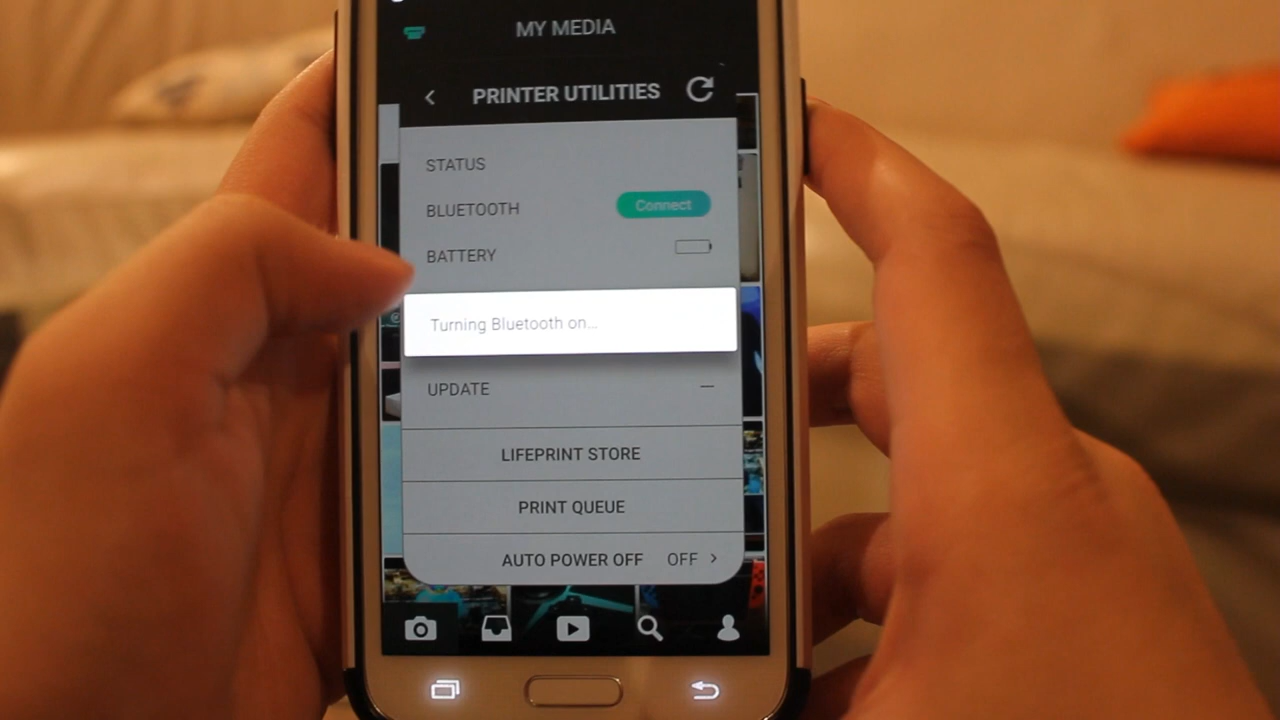 MY MEDIA
PRINTER UTILITIES
STATUS
BLUETOOTH Connect
BATTERY
Turning Bluetooth on...
UPDATE —
LIFEPRINT STORE
PRINT QUEUE
AUTO POWER OFF OFF >